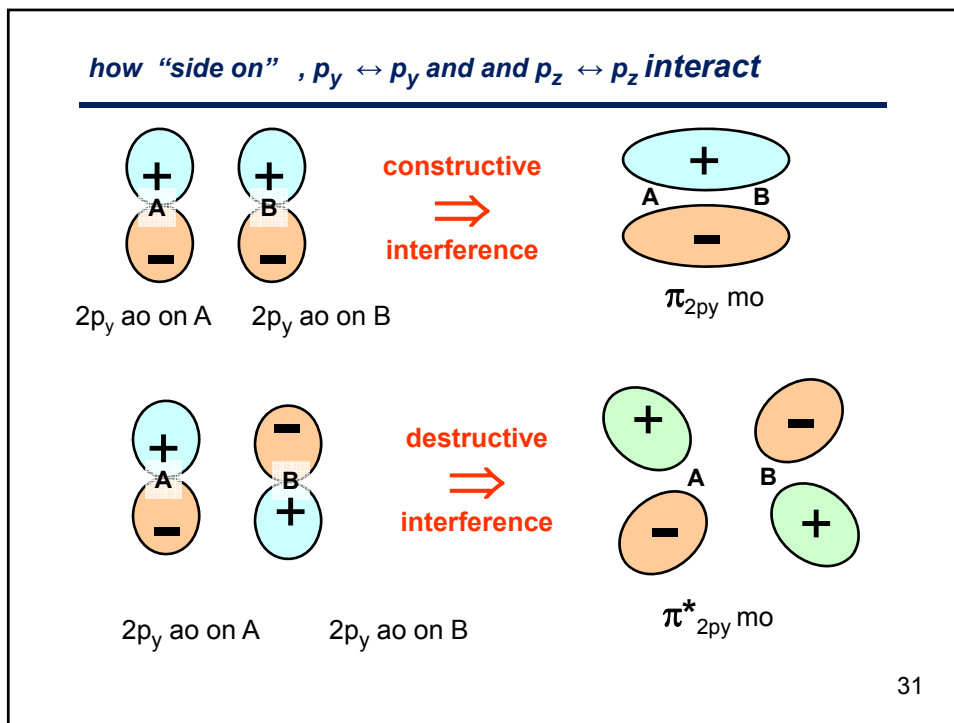 how “side on” , py ↔ py and and pz ↔ pz interact
+ + constructive +
A B ⇒ A B
− − interference −
π2py mo
2py ao on A 2py ao on B
+ − destructive + −
A B ⇒ A B
− + interference − +
2py ao on A 2py ao on B π*2py mo
31